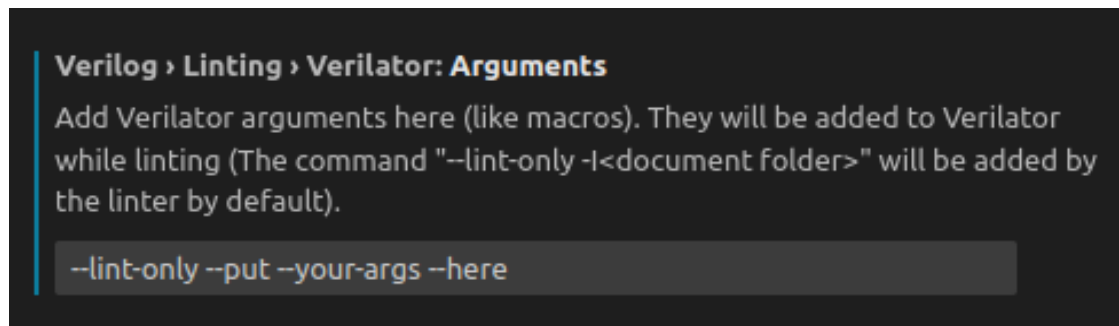 Verilog › Linting › Verilator: Arguments
Add Verilator arguments here (like macros). They will be added to Verilator
while linting (The command "--lint-only -I<document folder>" will be added by
the linter by default).
--lint-only --put --your-args --here